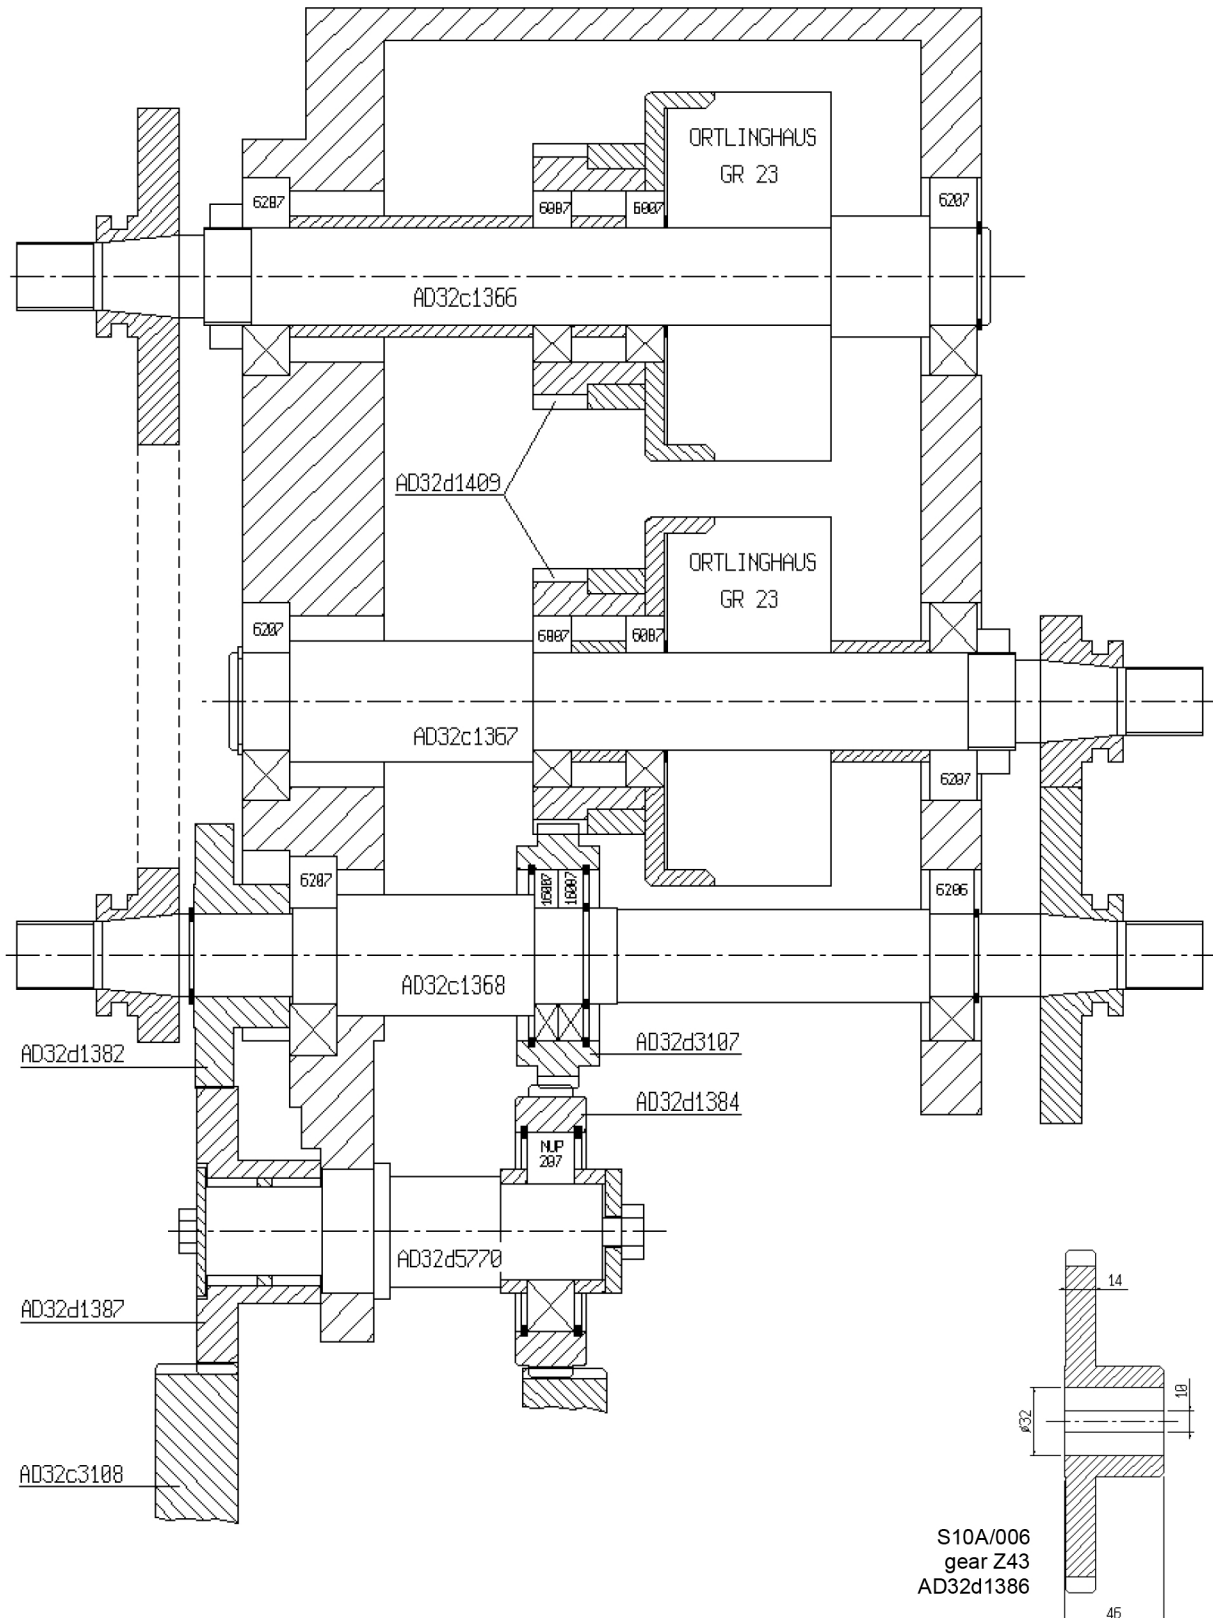 ORTLINGHAUS
GR 23
6207
6007
6007
6207
AD32c1366
AD32d1409
ORTLINGHAUS
GR 23
6207
6007
6007
AD32c1367
6207
6207
16007
16007
6206
AD32c1368
AD32d1382
AD32d3107
AD32d1384
NUP
207
AD32d5770
AD32d1387
14
10
ø32
AD32c3108
S10A/006
gear Z43
AD32d1386
46